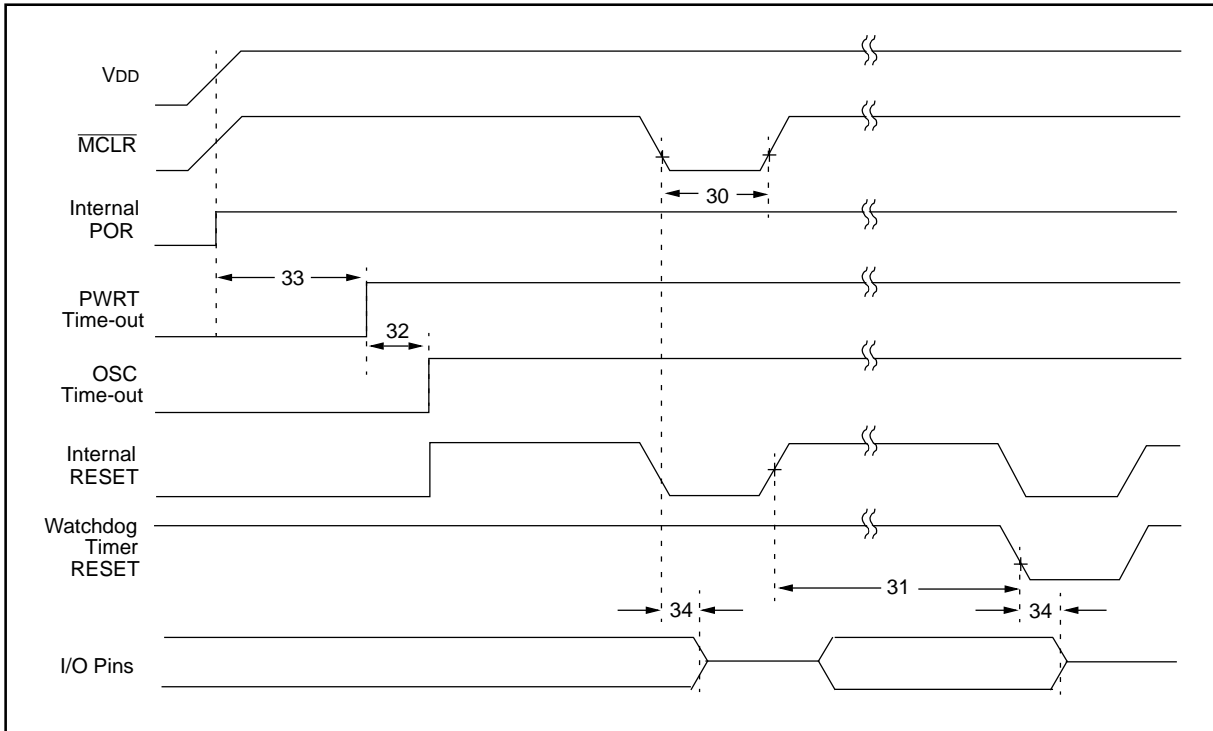 VDD
MCLR
30
Internal
POR
33
PWRT
Time-out
32
OSC
Time-out
Internal
RESET
Watchdog
Timer
RESET
31
34
34
I/O Pins